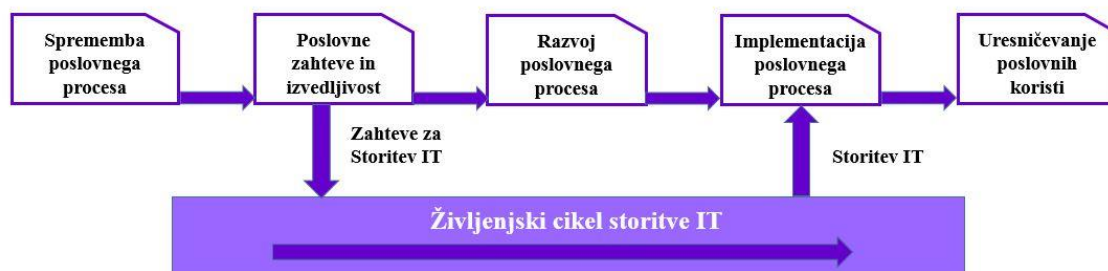 Sprememba
poslovnega
procesa
Poslovne
zahteve in
izvedljivost
Razvoj
poslovnega
procesa
Implementacija
poslovnega
procesa
Uresničevanje
poslovnih
koristi
Zahteve za
Storitev IT
Storitev IT
Življenjski cikel storitve IT